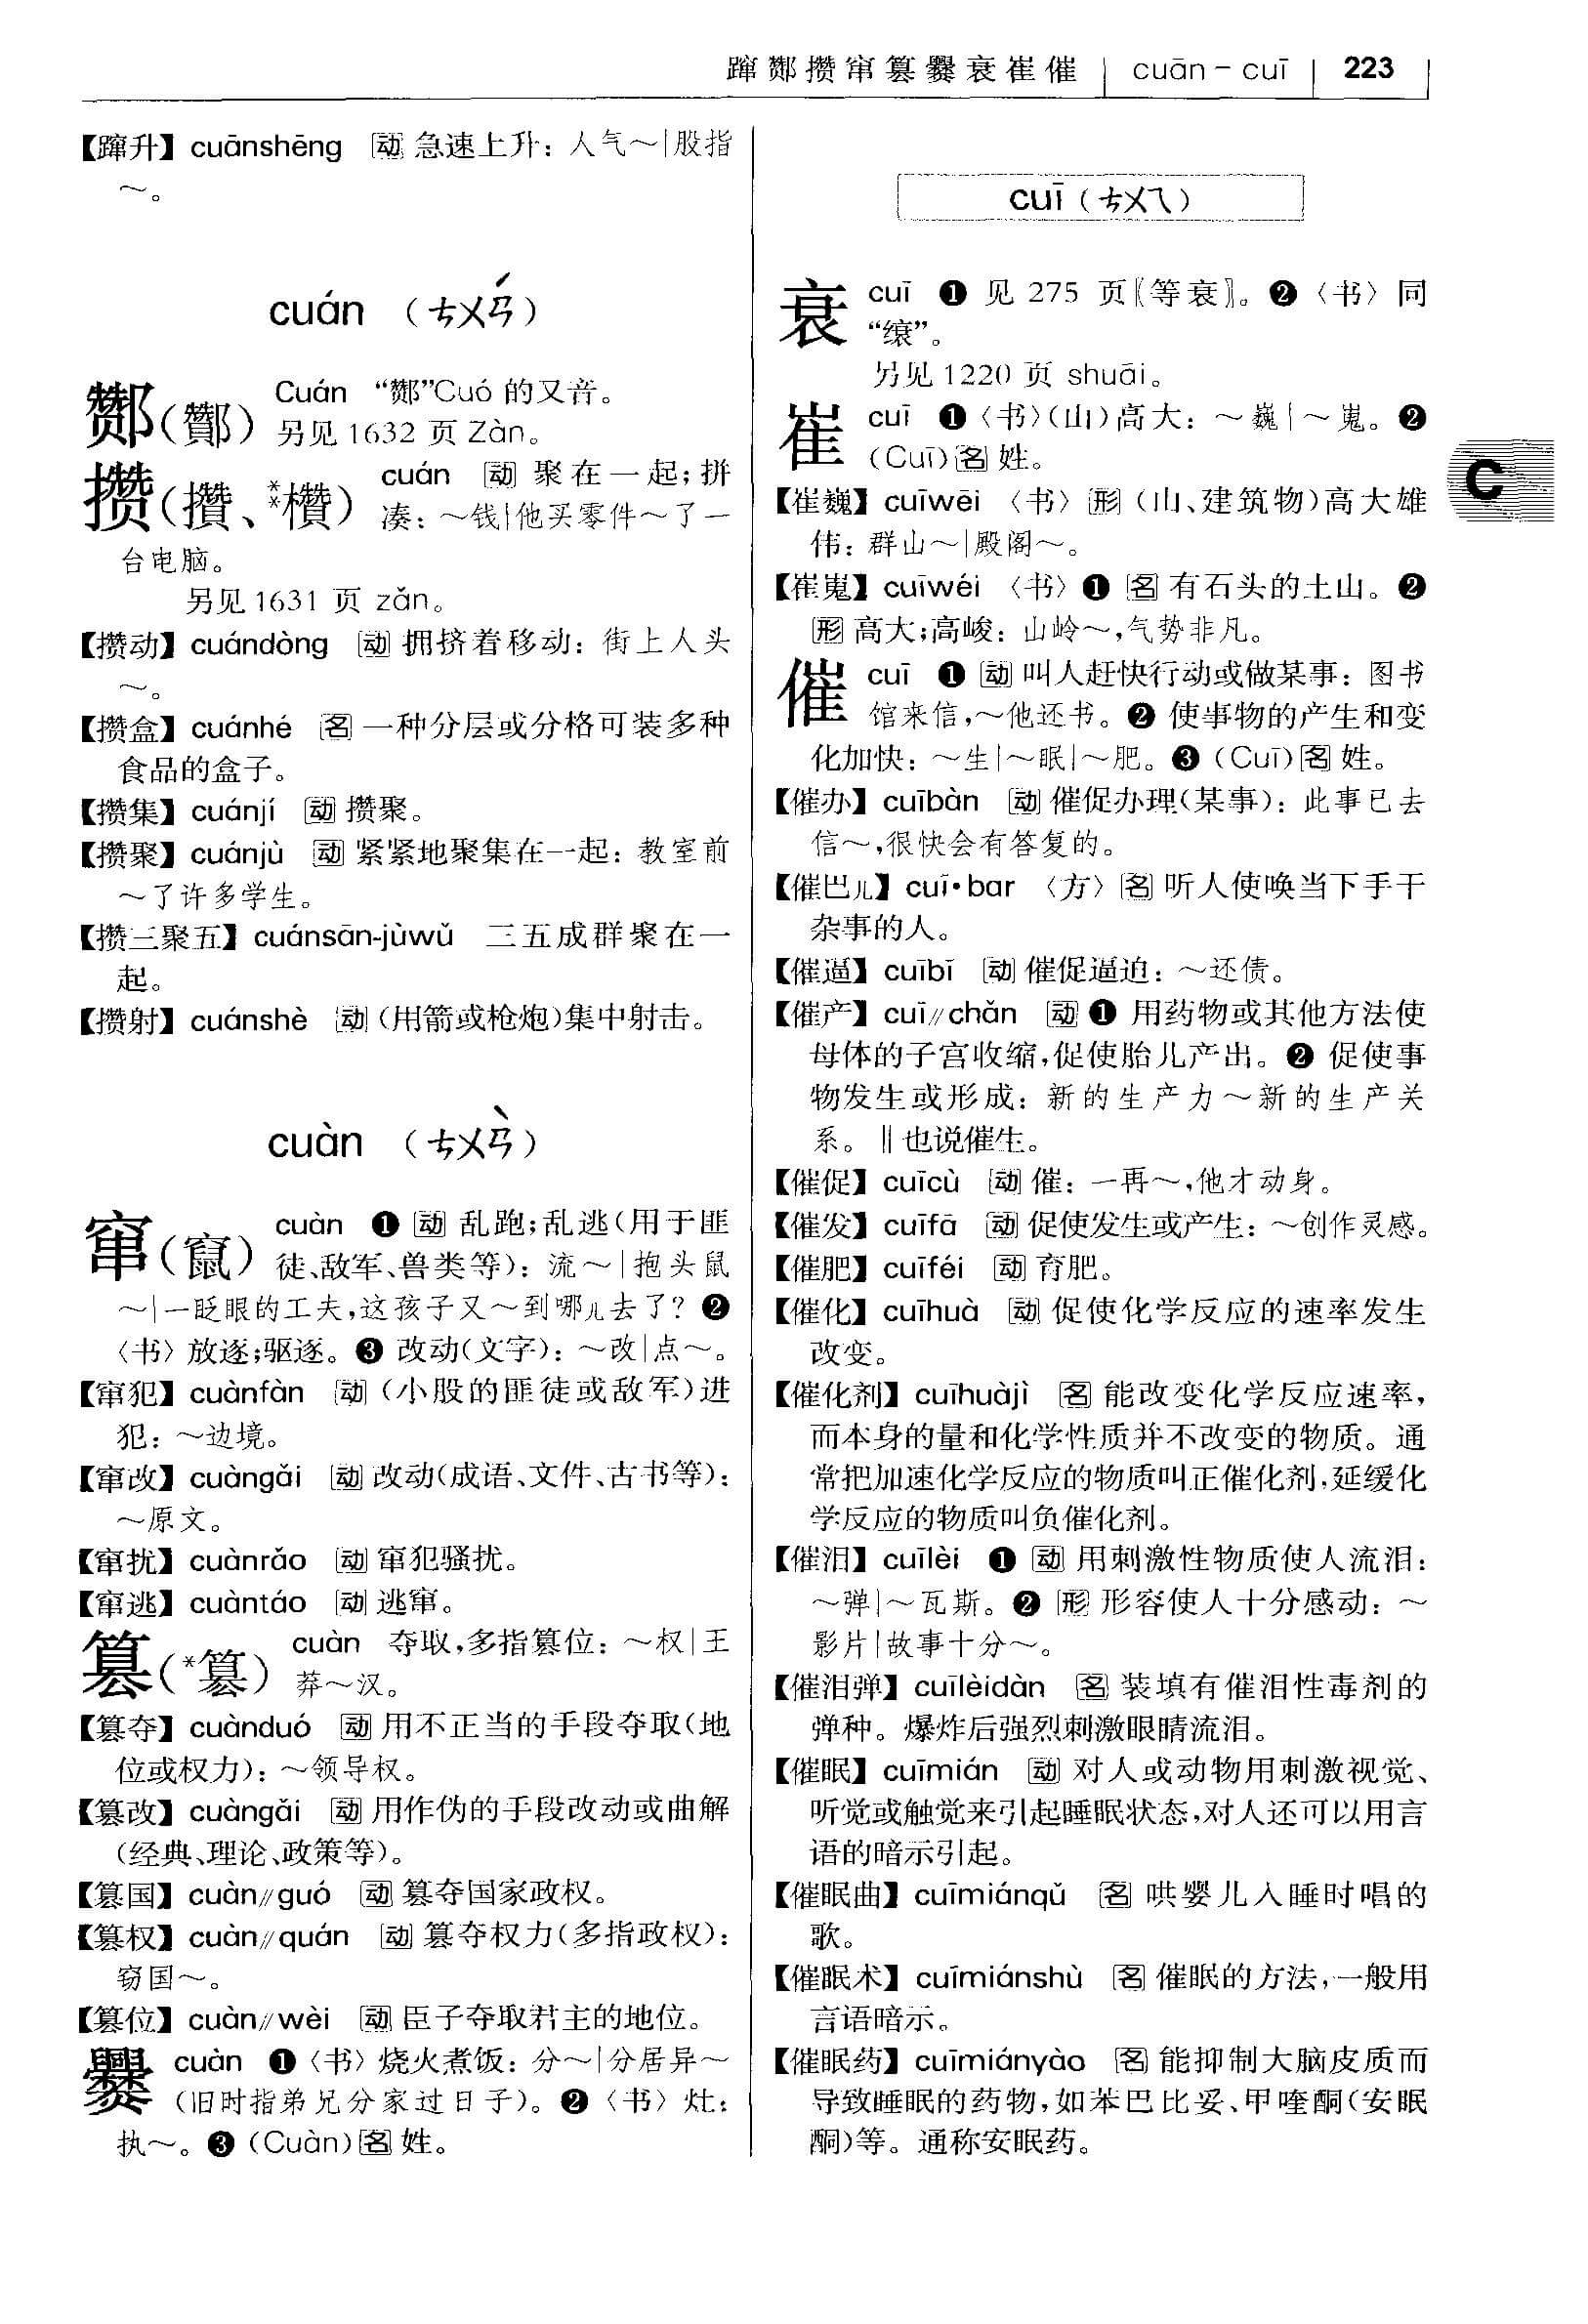 蹿酂攒窜篡爨衰崔催 cuān－cuī 223
【蹿升】cuānshēng 动 急速上升：人气～|股指
～。
cuán（ㄘㄨㄢˊ）
酂(酇) Cuán “酂”Cuó 的又音。
另见 1632 页 Zàn。
攒(攢、**欑) cuán 动 聚在一起；拼
凑：～钱|他买零件～了一
台电脑。
另见 1631 页 zǎn。
【攒动】cuándòng 动 拥挤着移动：街上人头
～。
【攒盒】cuánhé 名 一种分层或分格可装多种
食品的盒子。
【攒集】cuánjí 动 攒聚。
【攒聚】cuánjù 动 紧紧地聚集在一起：教室前
～了许多学生。
【攒三聚五】cuánsān-jùwǔ 三五成群聚在一
起。
【攒射】cuánshè 动（用箭或枪炮）集中射击。
cuàn（ㄘㄨㄢˋ）
窜(竄) cuàn ❶ 动 乱跑；乱逃（用于匪
徒、敌军、兽类等）：流～|抱头鼠
～|一眨眼的工夫，这孩子又～到哪儿去了？❷
〈书〉放逐；驱逐。❸ 改动（文字）：～改|点～。
【窜犯】cuànfàn 动（小股的匪徒或敌军）进
犯：～边境。
【窜改】cuàngǎi 动 改动（成语、文件、古书等）：
～原文。
【窜扰】cuànrǎo 动 窜犯骚扰。
【窜逃】cuàntáo 动 逃窜。
篡(*簒) cuàn 夺取，多指篡位：～权|王
莽～汉。
【篡夺】cuànduó 动 用不正当的手段夺取（地
位或权力）：～领导权。
【篡改】cuàngǎi 动 用作伪的手段改动或曲解
（经典、理论、政策等）。
【篡国】cuàn//guó 动 篡夺国家政权。
【篡权】cuàn//quán 动 篡夺权力（多指政权）：
窃国～。
【篡位】cuàn//wèi 动 臣子夺取君主的地位。
爨 cuàn ❶〈书〉烧火煮饭：分～|分居异～
（旧时指弟兄分家过日子）。❷〈书〉灶：
执～。❸（Cuàn）名 姓。
cuī（ㄘㄨㄟ）
衰 cuī ❶ 见 275 页〖等衰〗。❷〈书〉同
“缞”。
另见 1220 页 shuāi。
崔 cuī ❶〈书〉（山）高大：～巍|～嵬。❷
（Cuī）名 姓。
【崔巍】cuīwēi〈书〉形（山、建筑物）高大雄
伟：群山～|殿阁～。
【崔嵬】cuīwéi〈书〉❶ 名 有石头的土山。❷
形 高大；高峻：山岭～，气势非凡。
催 cuī ❶ 动 叫人赶快行动或做某事：图书
馆来信，～他还书。❷ 使事物的产生和变
化加快：～生|～眠|～肥。❸（Cuī）名 姓。
【催办】cuībàn 动 催促办理（某事）：此事已去
信～，很快会有答复的。
【催巴儿】cuī•bar〈方〉名 听人使唤当下手干
杂事的人。
【催逼】cuībī 动 催促逼迫：～还债。
【催产】cuī//chǎn 动 ❶ 用药物或其他方法使
母体的子宫收缩，促使胎儿产出。❷ 促使事
物发生或形成：新的生产力～新的生产关
系。‖也说催生。
【催促】cuīcù 动 催：一再～，他才动身。
【催发】cuīfā 动 促使发生或产生：～创作灵感。
【催肥】cuīféi 动 育肥。
【催化】cuīhuà 动 促使化学反应的速率发生
改变。
【催化剂】cuīhuàjì 名 能改变化学反应速率，
而本身的量和化学性质并不改变的物质。通
常把加速化学反应的物质叫正催化剂，延缓化
学反应的物质叫负催化剂。
【催泪】cuīlèi ❶ 动 用刺激性物质使人流泪：
～弹|～瓦斯。❷ 形 形容使人十分感动：～
影片|故事十分～。
【催泪弹】cuīlèidàn 名 装填有催泪性毒剂的
弹种。爆炸后强烈刺激眼睛流泪。
【催眠】cuīmián 动 对人或动物用刺激视觉、
听觉或触觉来引起睡眠状态，对人还可以用言
语的暗示引起。
【催眠曲】cuīmiánqǔ 名 哄婴儿入睡时唱的
歌。
【催眠术】cuīmiánshù 名 催眠的方法，一般用
言语暗示。
【催眠药】cuīmiányào 名 能抑制大脑皮质而
导致睡眠的药物，如苯巴比妥、甲喹酮（安眠
酮）等。通称安眠药。
C